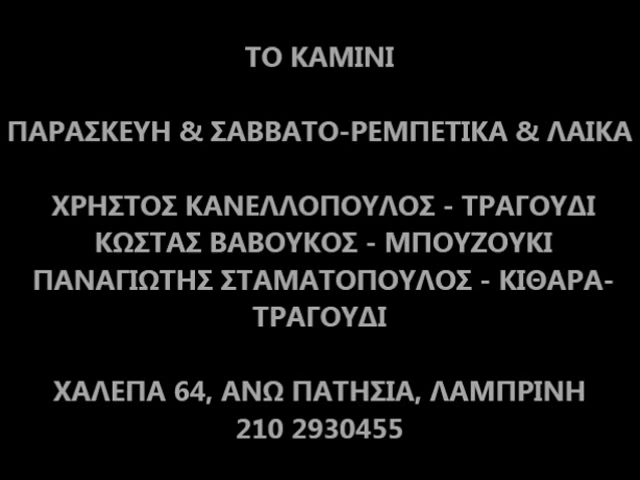 ΤΟ ΚΑΜΙΝΙ
ΠΑΡΑΣΚΕΥΗ & ΣΑΒΒΑΤΟ-ΡΕΜΠΕΤΙΚΑ & ΛΑΙΚΑ
ΧΡΗΣΤΟΣ ΚΑΝΕΛΛΟΠΟΥΛΟΣ - ΤΡΑΓΟΥΔΙ
ΚΩΣΤΑΣ ΒΑΒΟΥΚΟΣ - ΜΠΟΥΖΟΥΚΙ
ΠΑΝΑΓΙΩΤΗΣ ΣΤΑΜΑΤΟΠΟΥΛΟΣ - ΚΙΘΑΡΑ-
ΤΡΑΓΟΥΔΙ
ΧΑΛΕΠΑ 64, ΑΝΩ ΠΑΤΗΣΙΑ, ΛΑΜΠΡΙΝΗ
210 2930455